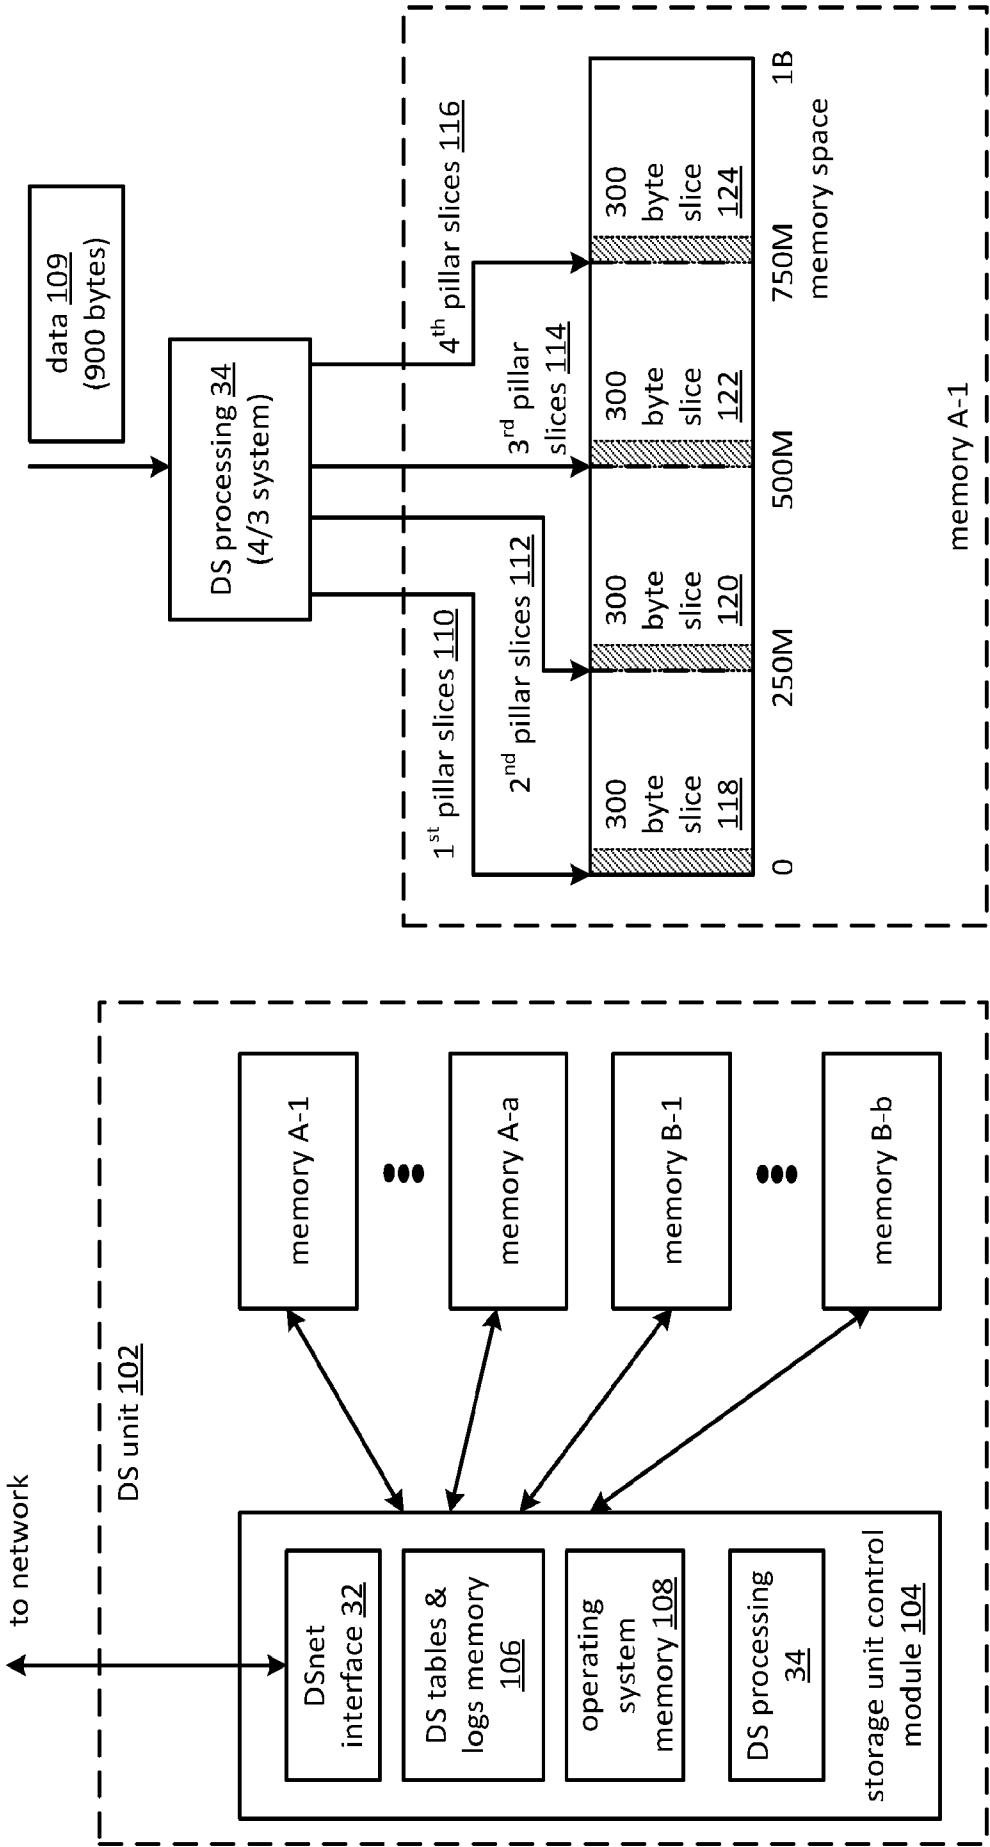 to network
DS unit 102
DSnet
interface 32
DS tables &
logs memory
106
operating
system
memory 108
DS processing
34
storage unit control
module 104
memory A-1
memory A-a
memory B-1
memory B-b
data 109
(900 bytes)
DS processing 34
(4/3 system)
1st pillar slices 110
2nd pillar slices 112
3rd pillar
slices 114
4th pillar slices 116
300
byte
slice
118
300
byte
slice
120
300
byte
slice
122
300
byte
slice
124
0
250M
500M
750M
1B
memory space
memory A-1